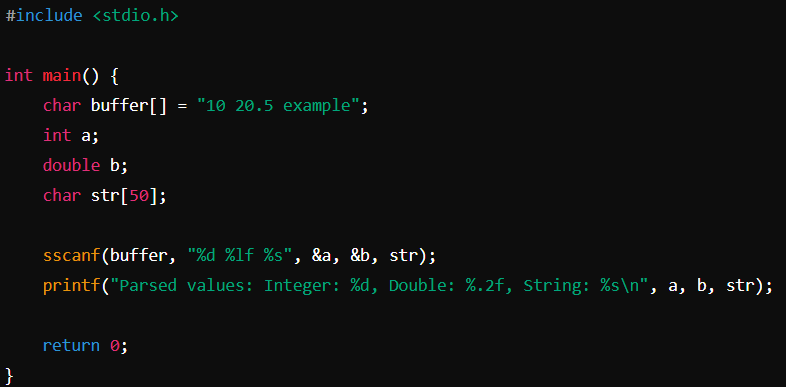 #include <stdio.h>

int main() {
    char buffer[] = "10 20.5 example";
    int a;
    double b;
    char str[50];

    sscanf(buffer, "%d %lf %s", &a, &b, str);
    printf("Parsed values: Integer: %d, Double: %.2f, String: %s\n", a, b, str);

    return 0;
}